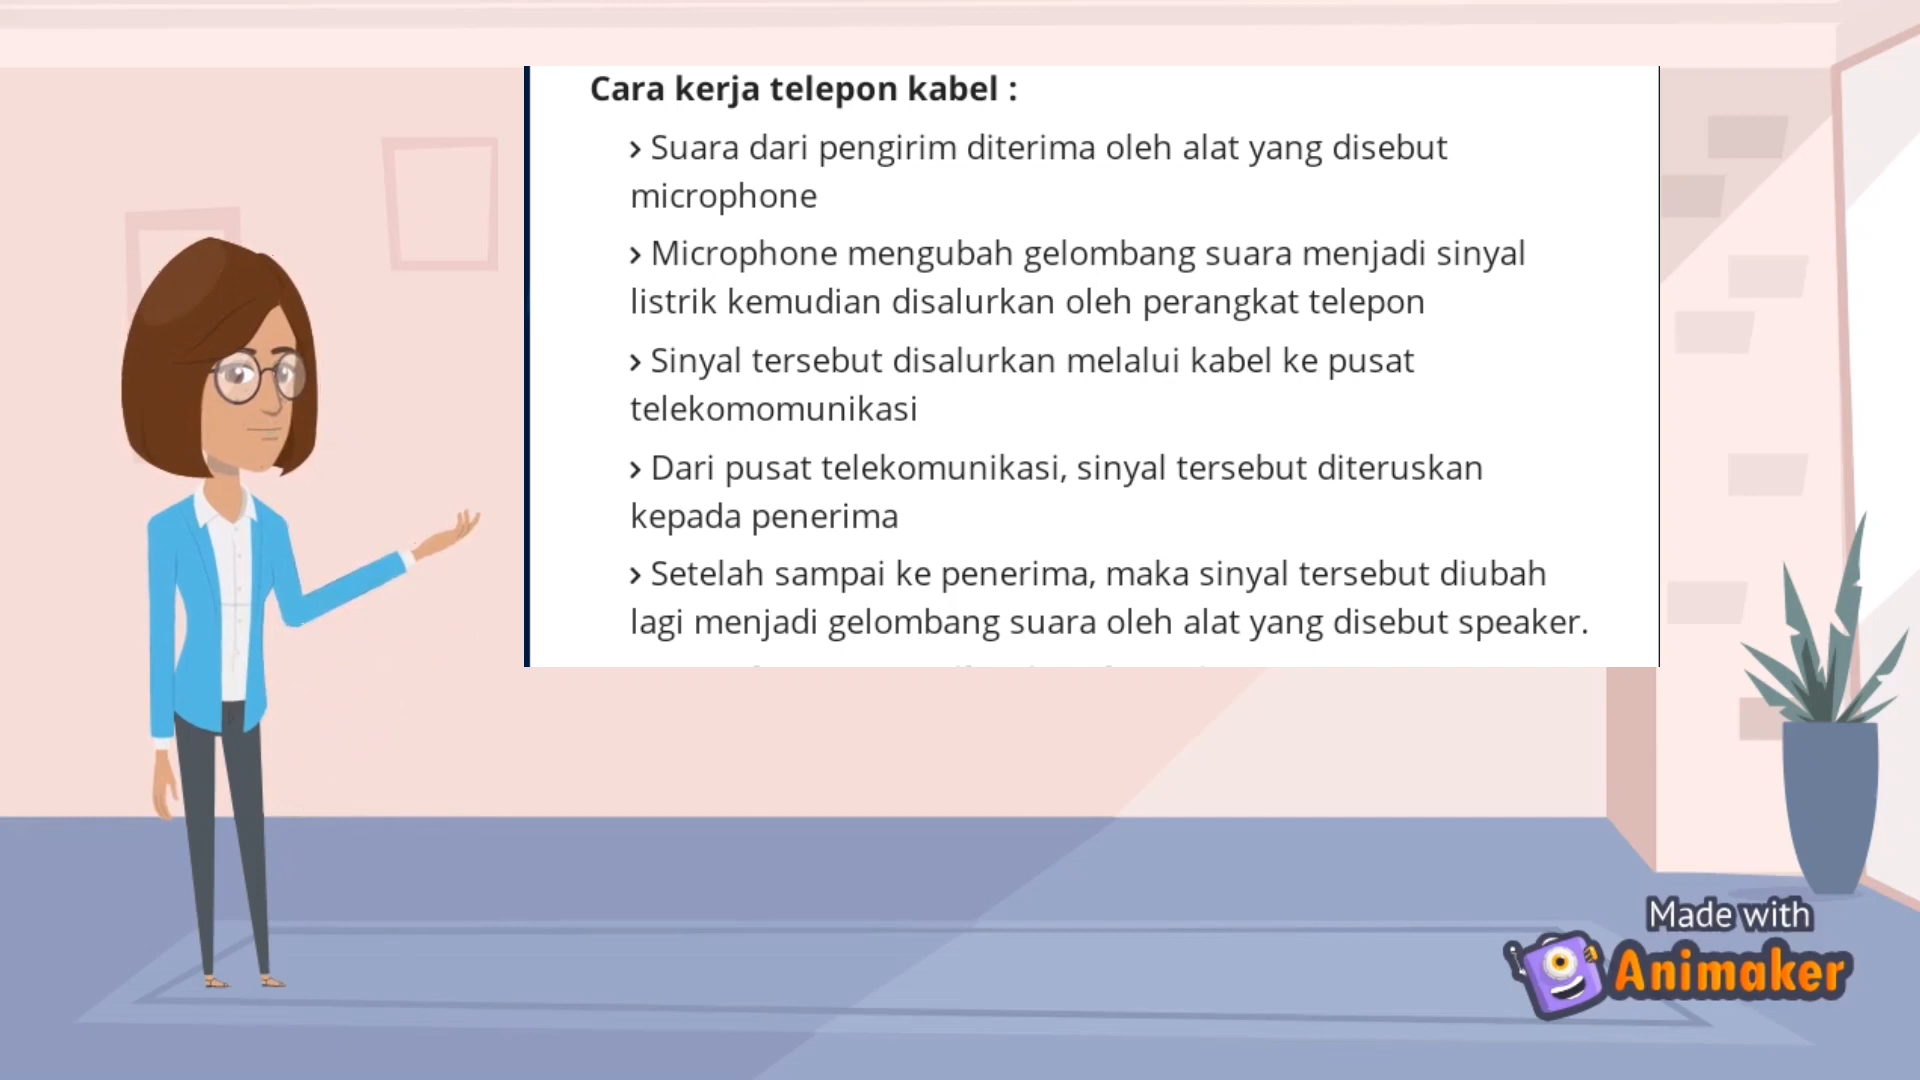 Cara kerja telepon kabel :
› Suara dari pengirim diterima oleh alat yang disebut
microphone
› Microphone mengubah gelombang suara menjadi sinyal
listrik kemudian disalurkan oleh perangkat telepon
› Sinyal tersebut disalurkan melalui kabel ke pusat
telekomomunikasi
› Dari pusat telekomunikasi, sinyal tersebut diteruskan
kepada penerima
› Setelah sampai ke penerima, maka sinyal tersebut diubah
lagi menjadi gelombang suara oleh alat yang disebut speaker.
Made with
Animaker